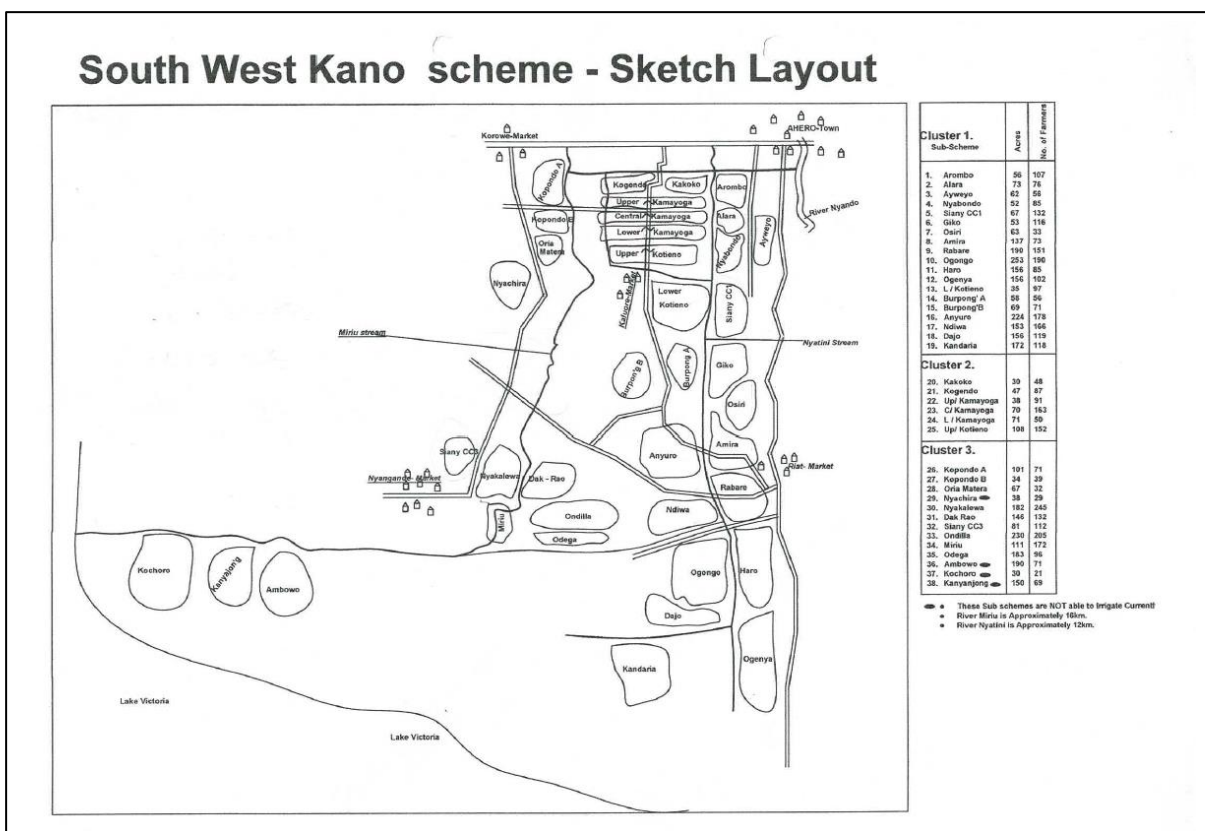 South West Kano scheme - Sketch Layout
Korowe-Market
AHERO-Town
Kopondo A
Kogendo
Kakoko
Arombo
Upper Kamayoga
River Nyando
Kopondo B
Central Kamayoga
Alara
Ayweyo
Lower Kamayoga
Oria
Matera
Upper Kotieno
Nyabondo
Nyachira
Kaluore-Market
Lower
Kotieno
Siany CC1
Miriu stream
Nyatini Stream
Burpon'g B
Burpong A
Giko
Osiri
Siany CC3
Anyuro
Amira
Riat- Market
Nyangande- Market
Nyakalewa
Dak - Rao
Rabare
Miriu
Ondilla
Ndiwa
Odega
Kochoro
Kanyajon'g
Ambowo
Ogongo
Haro
Dajo
Kandaria
Ogenya
Lake Victoria
Lake Victoria
Cluster 1.
Sub-Scheme
Acres
No. of Farmers
1. Arombo 56 107
2. Alara 73 76
3. Ayweyo 62 56
4. Nyabondo 52 85
5. Siany CC1 67 132
6. Giko 53 116
7. Osiri 63 33
8. Amira 137 73
9. Rabare 190 151
10. Ogongo 253 190
11. Haro 156 85
12. Ogenya 156 102
13. L / Kotieno 35 97
14. Burpong' A 58 56
15. Burpong'B 69 71
16. Anyuro 224 178
17. Ndiwa 153 166
18. Dajo 156 119
19. Kandaria 172 118
Cluster 2.
20. Kakoko 30 48
21. Kogendo 47 87
22. Up/ Kamayoga 38 91
23. C/ Kamayoga 70 163
24. L / Kamayoga 71 50
25. Up/ Kotieno 108 152
Cluster 3.
26. Kopondo A 101 71
27. Kopondo B 34 39
28. Oria Matera 67 32
29. Nyachira 38 29
30. Nyakalewa 182 245
31. Dak Rao 146 132
32. Siany CC3 81 112
33. Ondilla 230 205
34. Miriu 111 172
35. Odega 183 96
36. Ambowo 190 71
37. Kochoro 30 21
38. Kanyanjong 150 69
These Sub schemes are NOT able to Irrigate Current!
River Miriu is Approximately 16km.
River Nyatini is Approximately 12km.